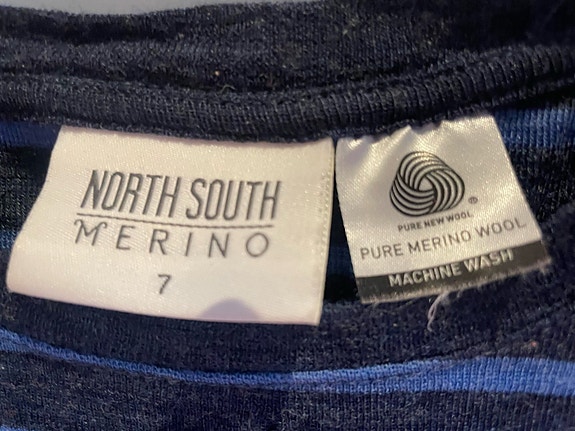 NORTH SOUTH
MERINO
7
®
PURE NEW WOOL
PURE MERINO WOOL
MACHINE WASH